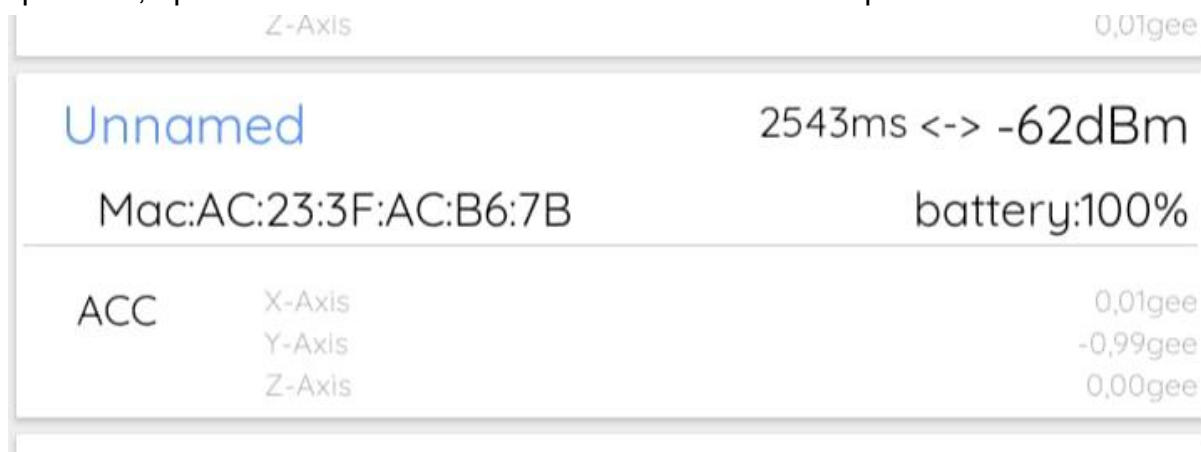 Z-Axis 0,01gee
Unnamed 2543ms <-> -62dBm
Mac:AC:23:3F:AC:B6:7B battery:100%
ACC X-Axis 0,01gee
Y-Axis -0,99gee
Z-Axis 0,00gee